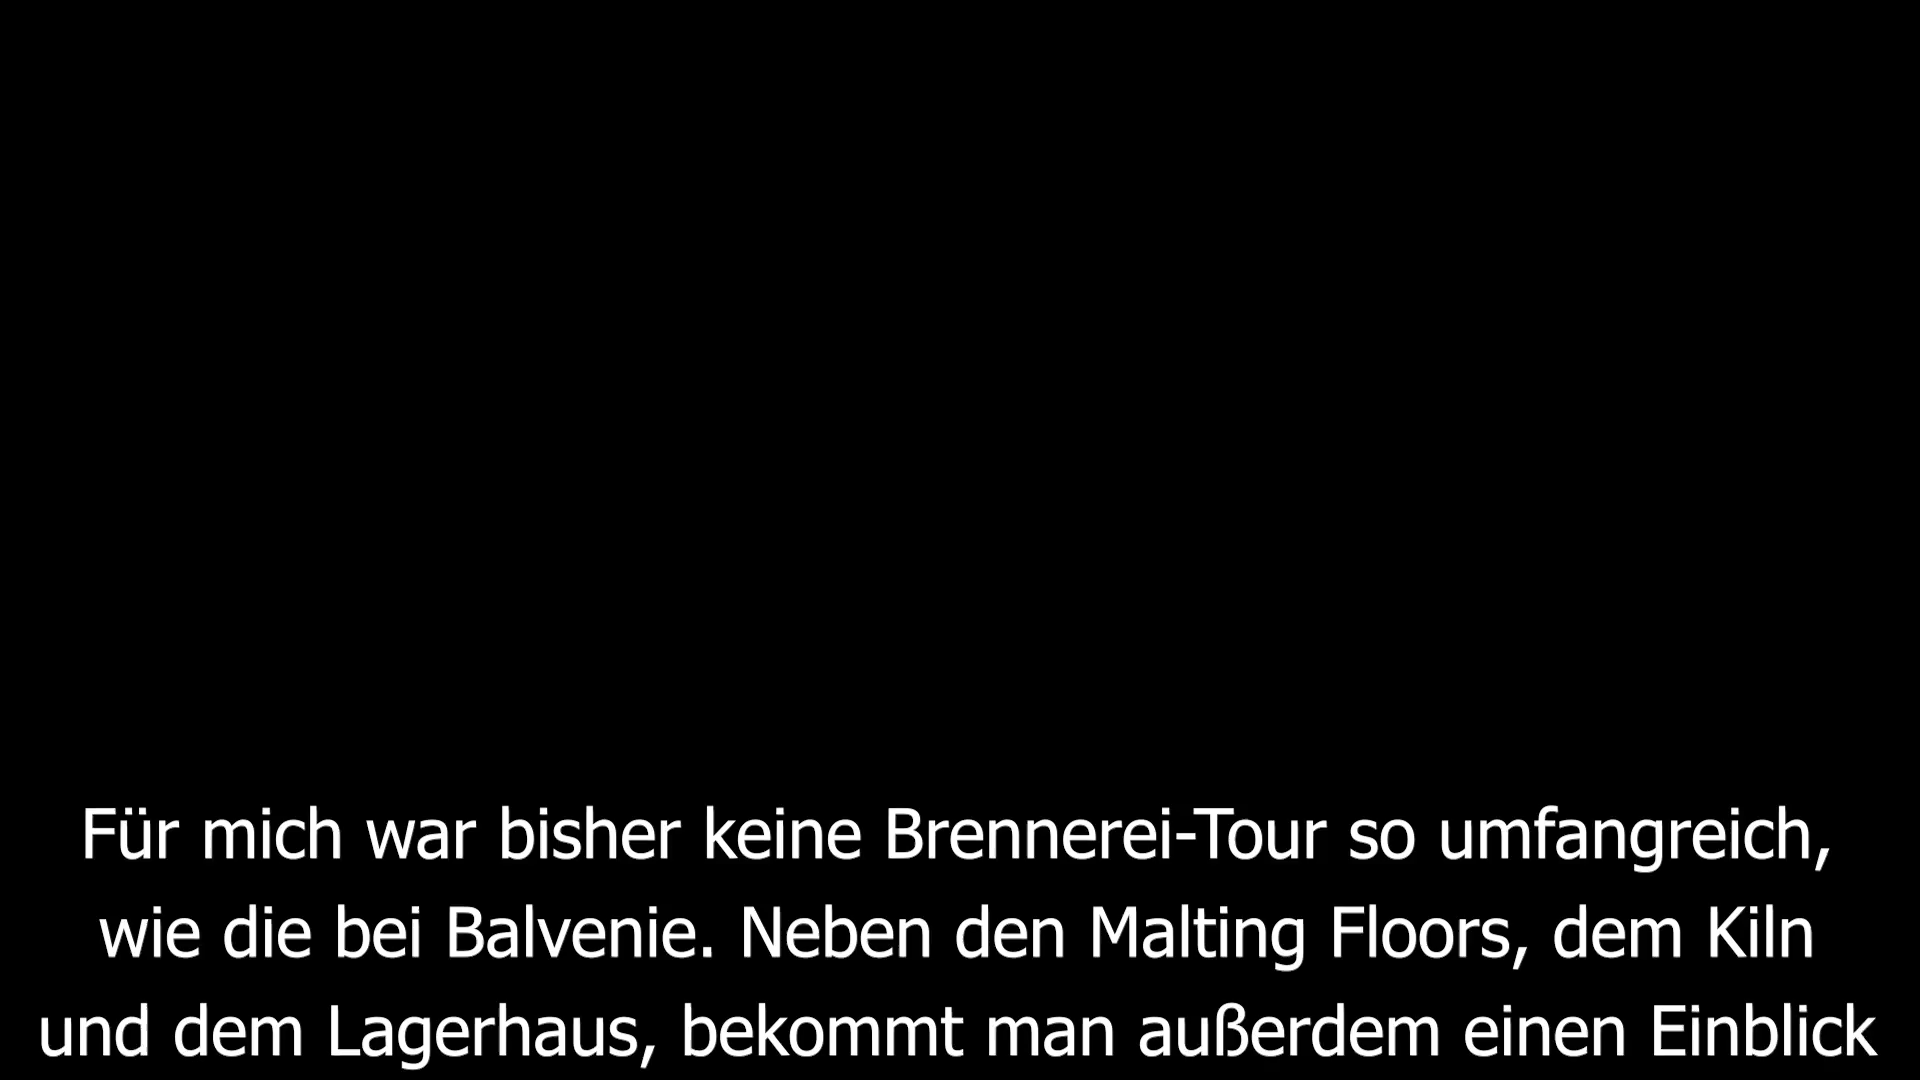 Für mich war bisher keine Brennerei-Tour so umfangreich,
wie die bei Balvenie. Neben den Malting Floors, dem Kiln
und dem Lagerhaus, bekommt man außerdem einen Einblick